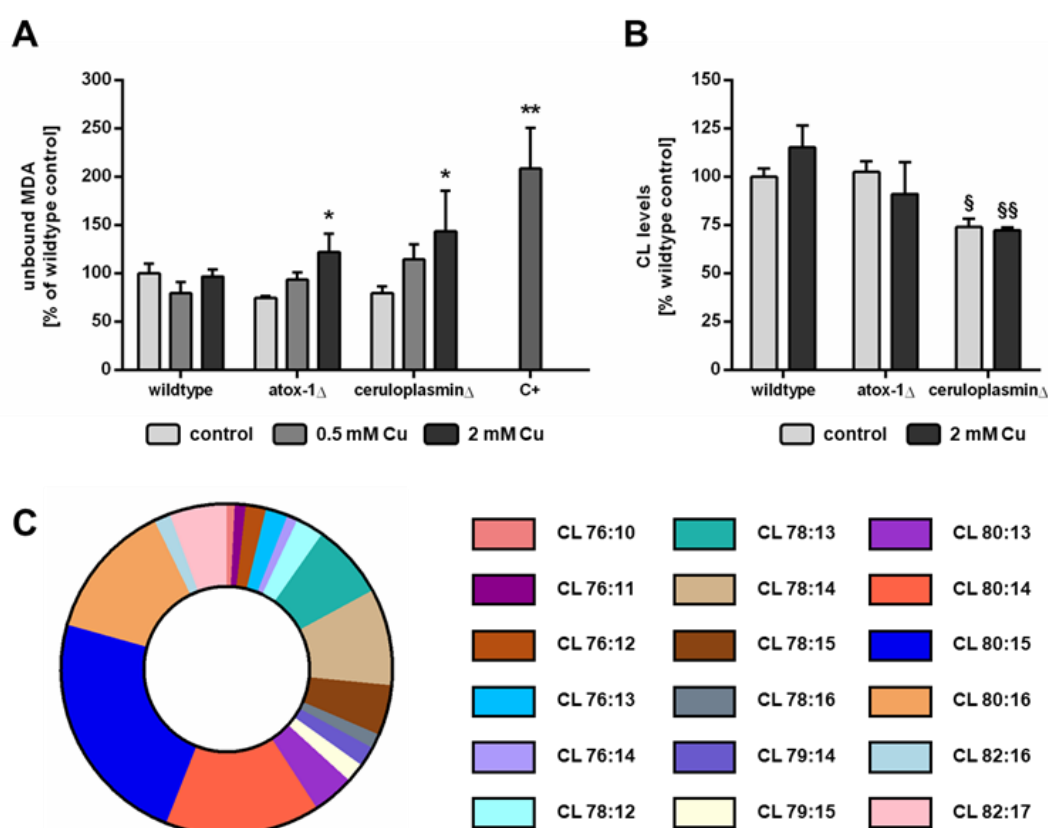 A
unbound MDA
[% of wildtype control]
300
250
200
150
100
50
0
*
*
**
wildtype
atox-1Δ
ceruloplasminΔ
C+
control
0.5 mM Cu
2 mM Cu
B
CL levels
[% wildtype control]
150
125
100
75
50
25
0
§
§§
wildtype
atox-1Δ
ceruloplasminΔ
control
2 mM Cu
C
CL 76:10
CL 76:11
CL 76:12
CL 76:13
CL 76:14
CL 78:12
CL 78:13
CL 78:14
CL 78:15
CL 78:16
CL 79:14
CL 79:15
CL 80:13
CL 80:14
CL 80:15
CL 80:16
CL 82:16
CL 82:17